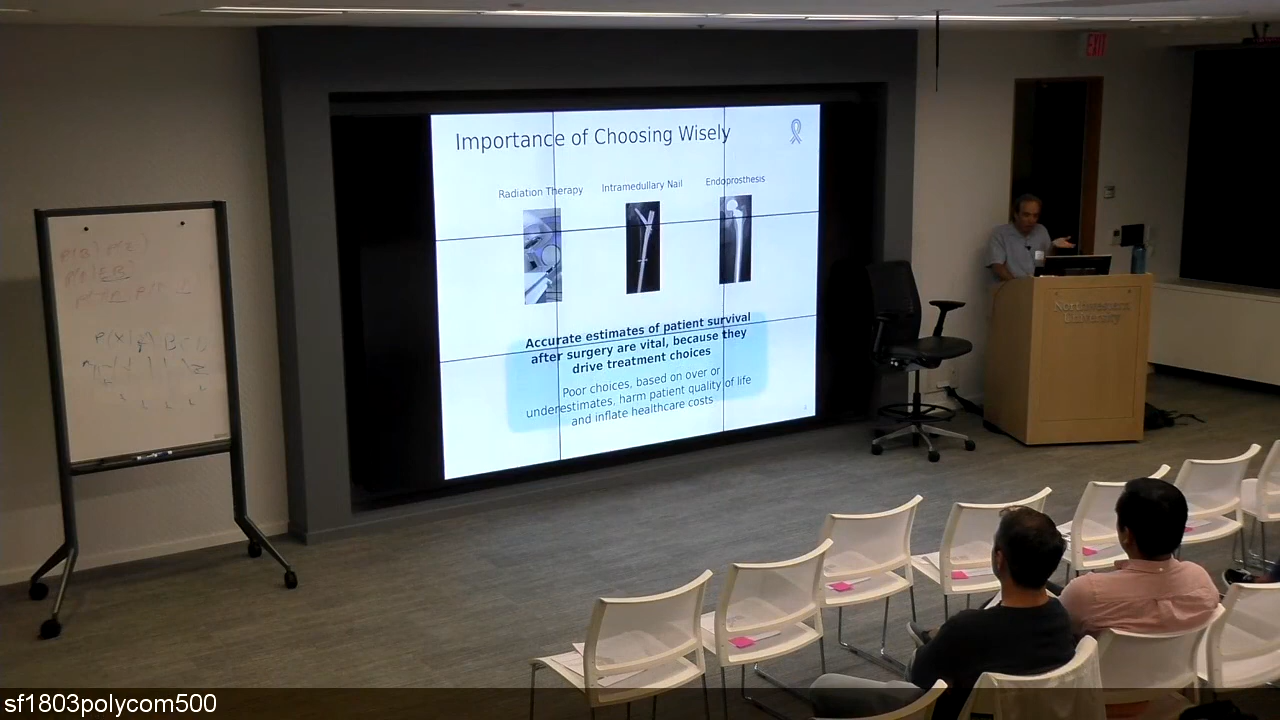 EXIT
Importance of Choosing Wisely
Radiation Therapy
Intramedullary Nail
Endoprosthesis
Accurate estimates of patient survival
after surgery are vital, because they
drive treatment choices
Poor choices, based on over or
underestimates, harm patient quality of life
and inflate healthcare costs
Northwestern
University
sf1803polycom500